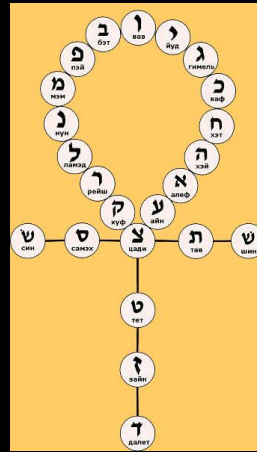 ו
вав
ב
бэт
י
йуд
פ
пэй
ג
гимель
מ
мэм
כ
каф
נ
нун
ח
хэт
ל
ламэд
ה
хэй
ר
рейш
א
алеф
ק
куф
ע
айн
שׂ
син
ס
самэх
צ
цади
ת
тав
שׁ
шин
ט
тет
ז
зайн
ד
далет